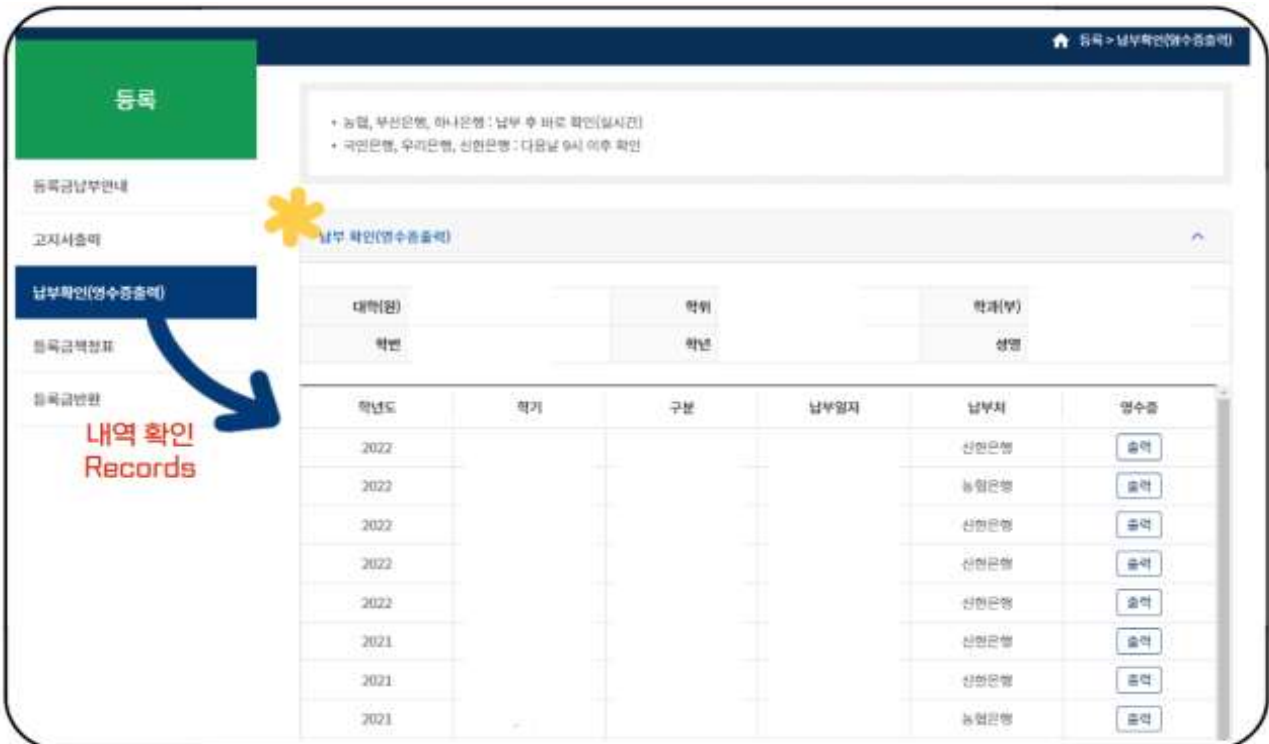 등록 > 납부확인(영수증출력)
등록
• 농협, 부산은행, 하나은행 : 납부 후 바로 확인(실시간)
• 국민은행, 우리은행, 신한은행 : 다음날 9시 이후 확인
등록금납부안내
고지서출력
납부확인(영수증출력)
등록금책정표
등록금반환
내역 확인
Records
납부 확인(영수증출력)
대학(원) 학위 학과(부)
학번 학년 성명
학년도 학기 구분 납부일자 납부처 영수증
2022 신한은행 출력
2022 농협은행 출력
2022 신한은행 출력
2022 신한은행 출력
2022 신한은행 출력
2021 신한은행 출력
2021 신한은행 출력
2021 농협은행 출력